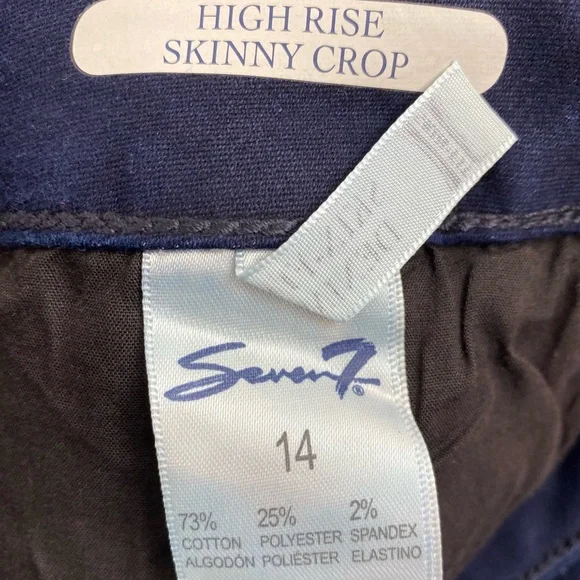 HIGH RISE
SKINNY CROP
Seven7®
14
73% 25% 2%
COTTON POLYESTER SPANDEX
ALGODÓN POLIÉSTER ELASTINO